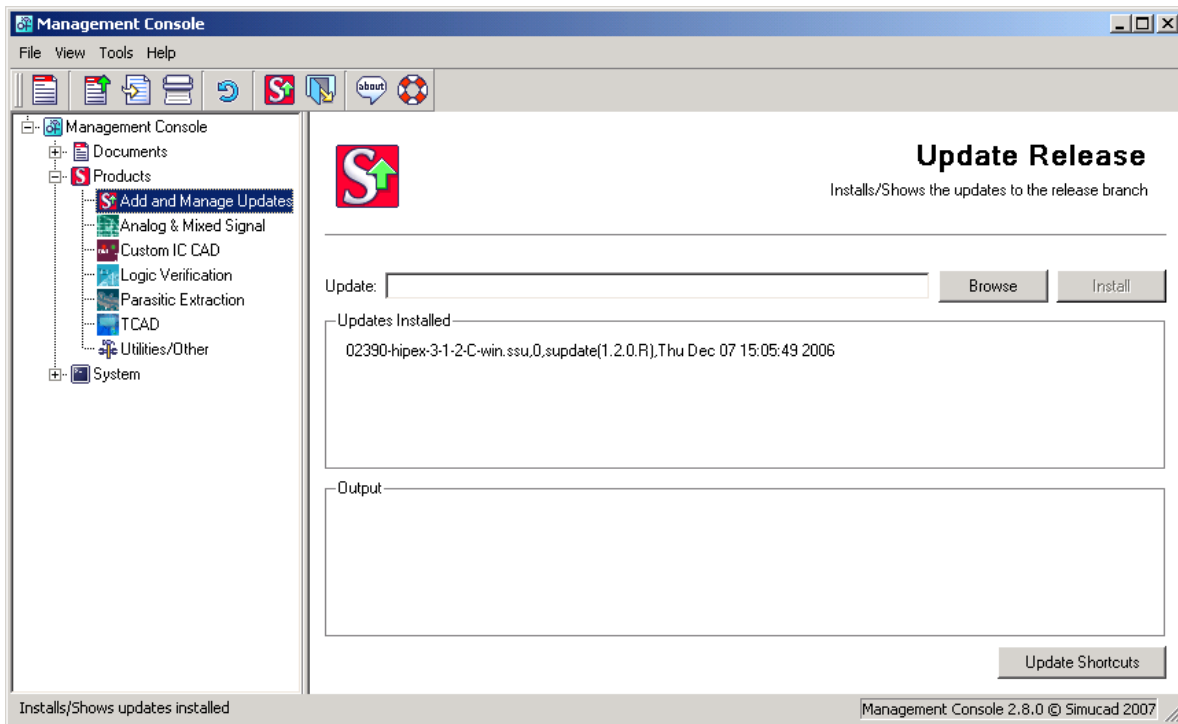 Management Console
File View Tools Help
about
Management Console
Documents
Products
Add and Manage Updates
Analog & Mixed Signal
Custom IC CAD
Logic Verification
Parasitic Extraction
TCAD
Utilities/Other
System
Update Release
Installs/Shows the updates to the release branch
Update:
Browse
Install
Updates Installed
02390-hipex-3-1-2-C-win.ssu,0,supdate(1.2.0.R),Thu Dec 07 15:05:49 2006
Output
Update Shortcuts
Installs/Shows updates installed
Management Console 2.8.0 © Simucad 2007